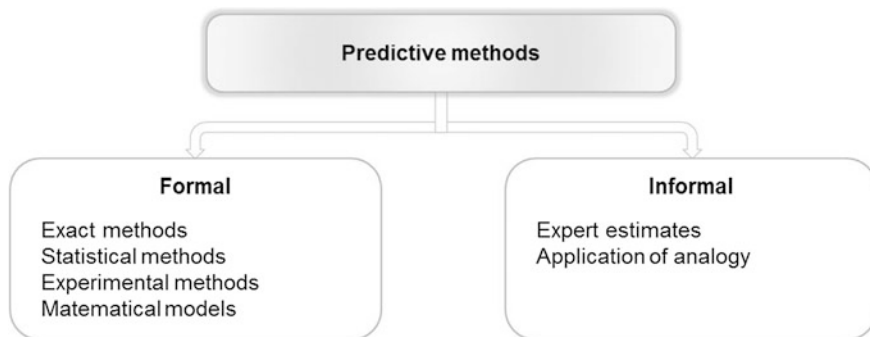 Predictive methods
Formal
Exact methods
Statistical methods
Experimental methods
Matematical models
Informal
Expert estimates
Application of analogy